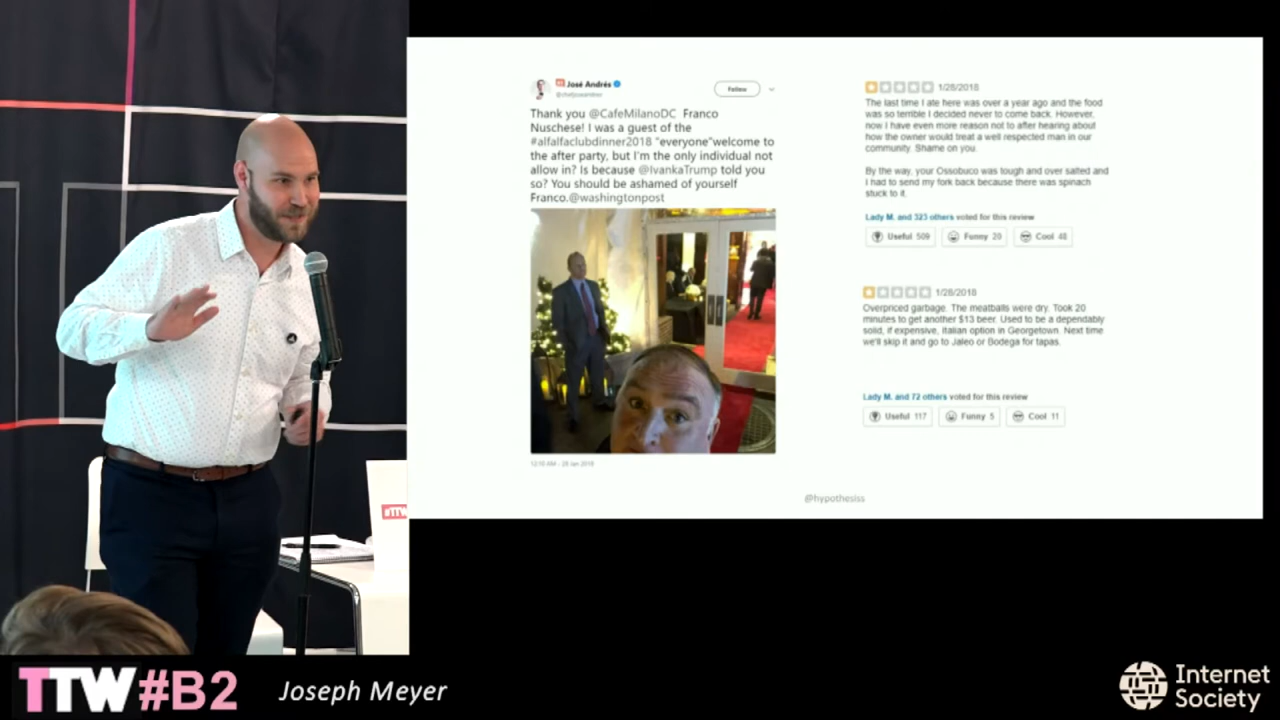 José Andrés
@chefjoseandres
Follow
Thank you @CafeMilanoDC Franco
Nuschese! I was a guest of the
#alfalfaclubdinner2018 "everyone"welcome to
the after party, but I'm the only individual not
allow in? Is because @IvankaTrump told you
so? You should be ashamed of yourself
Franco.@washingtonpost
12:10 AM - 28 Jan 2018
1/28/2018
The last time I ate here was over a year ago and the food
was so terrible I decided never to come back. However,
now I have even more reason not to after hearing about
how the owner would treat a well respected man in our
community. Shame on you.
By the way, your Ossobuco was tough and over salted and
I had to send my fork back because there was spinach
stuck to it.
Lady M. and 323 others voted for this review
Useful 509
Funny 20
Cool 48
1/28/2018
Overpriced garbage. The meatballs were dry. Took 20
minutes to get another $13 beer. Used to be a dependably
solid, if expensive, Italian option in Georgetown. Next time
we'll skip it and go to Jaleo or Bodega for tapas.
Lady M. and 72 others voted for this review
Useful 117
Funny 5
Cool 11
@hypothesiss
#TTW
TTW#B2
Joseph Meyer
Internet
Society